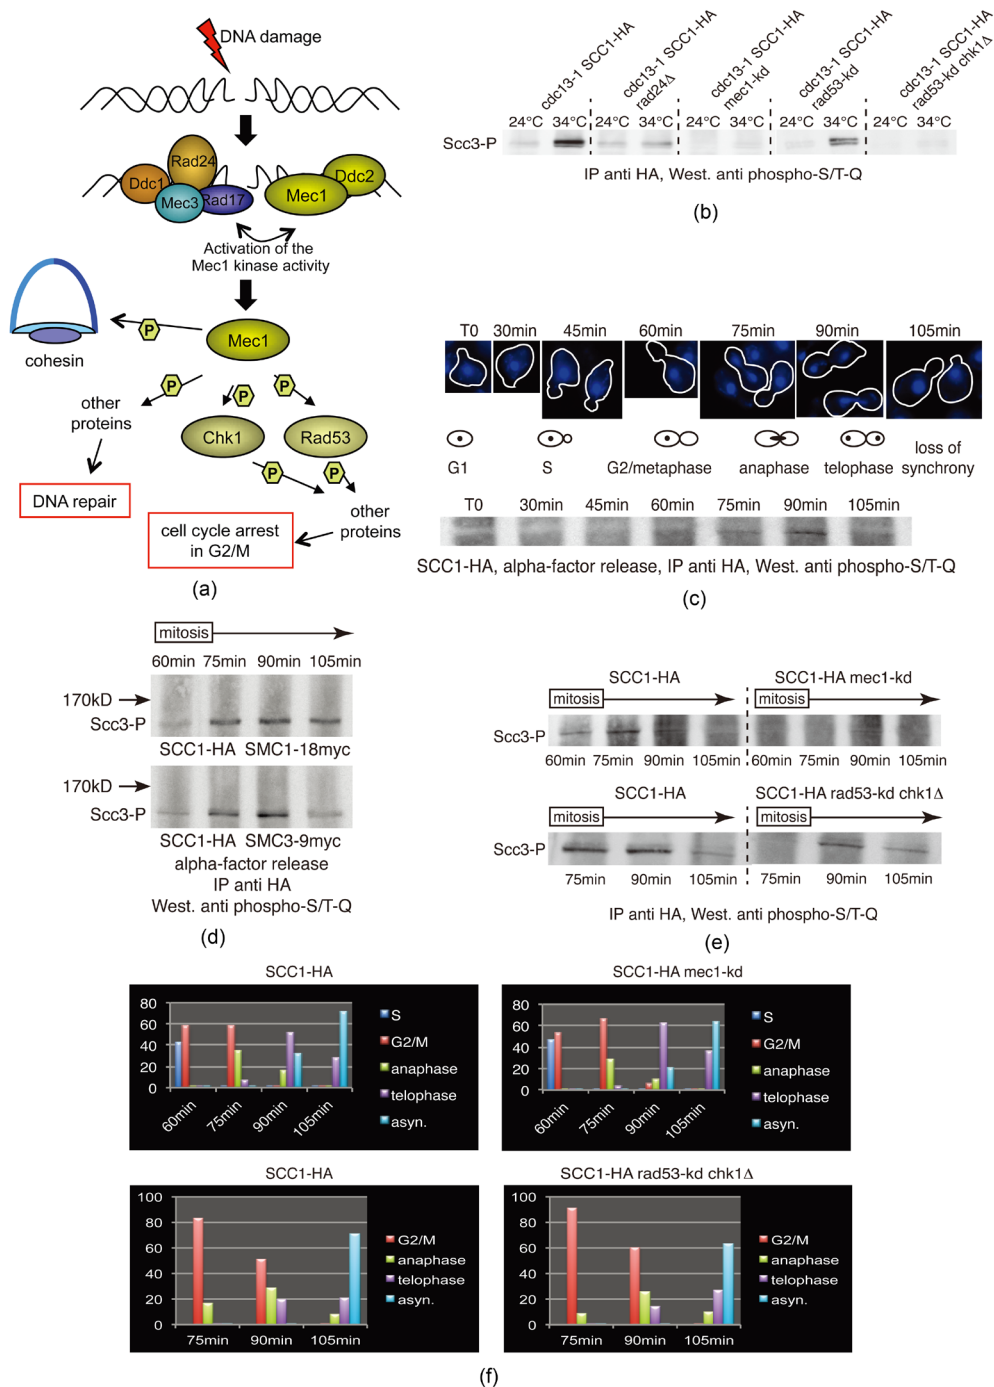 DNA damage
Rad24
Ddc1
Mec3
Rad17
Mec1
Ddc2
Activation of the
Mec1 kinase activity
P
Mec1
cohesin
P
P
P
other
proteins
Chk1
Rad53
P
P
DNA repair
cell cycle arrest
in G2/M
other
proteins
(a)
cdc13-1 SCC1-HA
cdc13-1 SCC1-HA
rad24Δ
cdc13-1 SCC1-HA
mec1-kd
cdc13-1 SCC1-HA
rad53-kd
cdc13-1 SCC1-HA
rad53-kd chk1Δ
24°C 34°C 24°C 34°C 24°C 34°C 24°C 34°C 24°C 34°C
Scc3-P
IP anti HA, West. anti phospho-S/T-Q
(b)
T0 30min 45min 60min 75min 90min 105min
G1 S G2/metaphase anaphase telophase loss of
synchrony
T0 30min 45min 60min 75min 90min 105min
SCC1-HA, alpha-factor release, IP anti HA, West. anti phospho-S/T-Q
(c)
mitosis
60min 75min 90min 105min
170kD
Scc3-P
SCC1-HA SMC1-18myc
170kD
Scc3-P
SCC1-HA SMC3-9myc
alpha-factor release
IP anti HA
West. anti phospho-S/T-Q
(d)
SCC1-HA SCC1-HA mec1-kd
mitosis mitosis
Scc3-P
60min 75min 90min 105min 60min 75min 90min 105min
SCC1-HA SCC1-HA rad53-kd chk1Δ
mitosis mitosis
Scc3-P
75min 90min 105min 75min 90min 105min
IP anti HA, West. anti phospho-S/T-Q
(e)
SCC1-HA
80
60
40
20
0
60min 75min 90min 105min
S
G2/M
anaphase
telophase
asyn.
SCC1-HA mec1-kd
80
60
40
20
0
60min 75min 90min 105min
S
G2/M
anaphase
telophase
asyn.
SCC1-HA
100
80
60
40
20
0
75min 90min 105min
G2/M
anaphase
telophase
asyn.
SCC1-HA rad53-kd chk1Δ
100
80
60
40
20
0
75min 90min 105min
G2/M
anaphase
telophase
asyn.
(f)